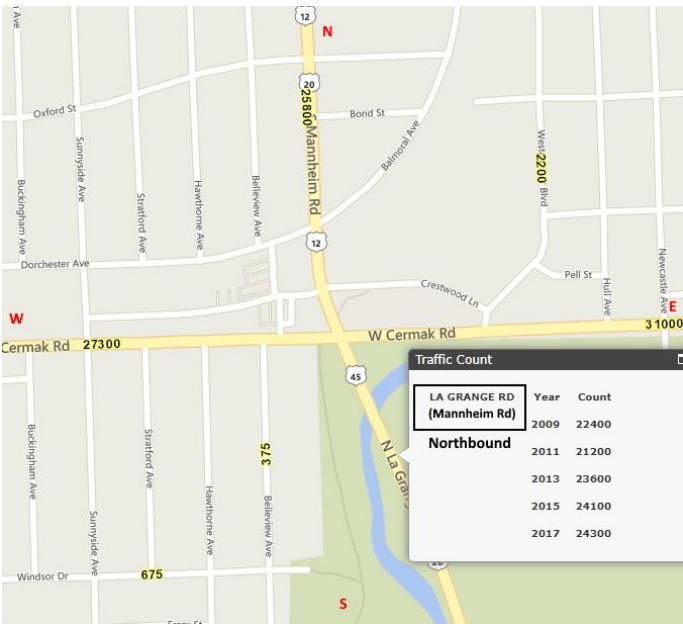 Ave
12
N
20
25800
Mannheim Rd
Oxford St
Bond St
Balmoral Ave
Sunnyside Ave
Buckingham Ave
Stratford Ave
Hawthorne Ave
Belleview Ave
West
2200
Blvd
12
Dorchester Ave
Crestwood Ln
Pell St
Hull Ave
Newcastle Ave
E
31000
W
Cermak Rd
27300
W Cermak Rd
45
Traffic Count
LA GRANGE RD Year Count
(Mannheim Rd)
2009 22400
Northbound
2011 21200
2013 23600
2015 24100
2017 24300
N La Grang
20
Buckingham Ave
Sunnyside Ave
Stratford Ave
Hawthorne Ave
375
Belleview Ave
Windsor Dr
675
S